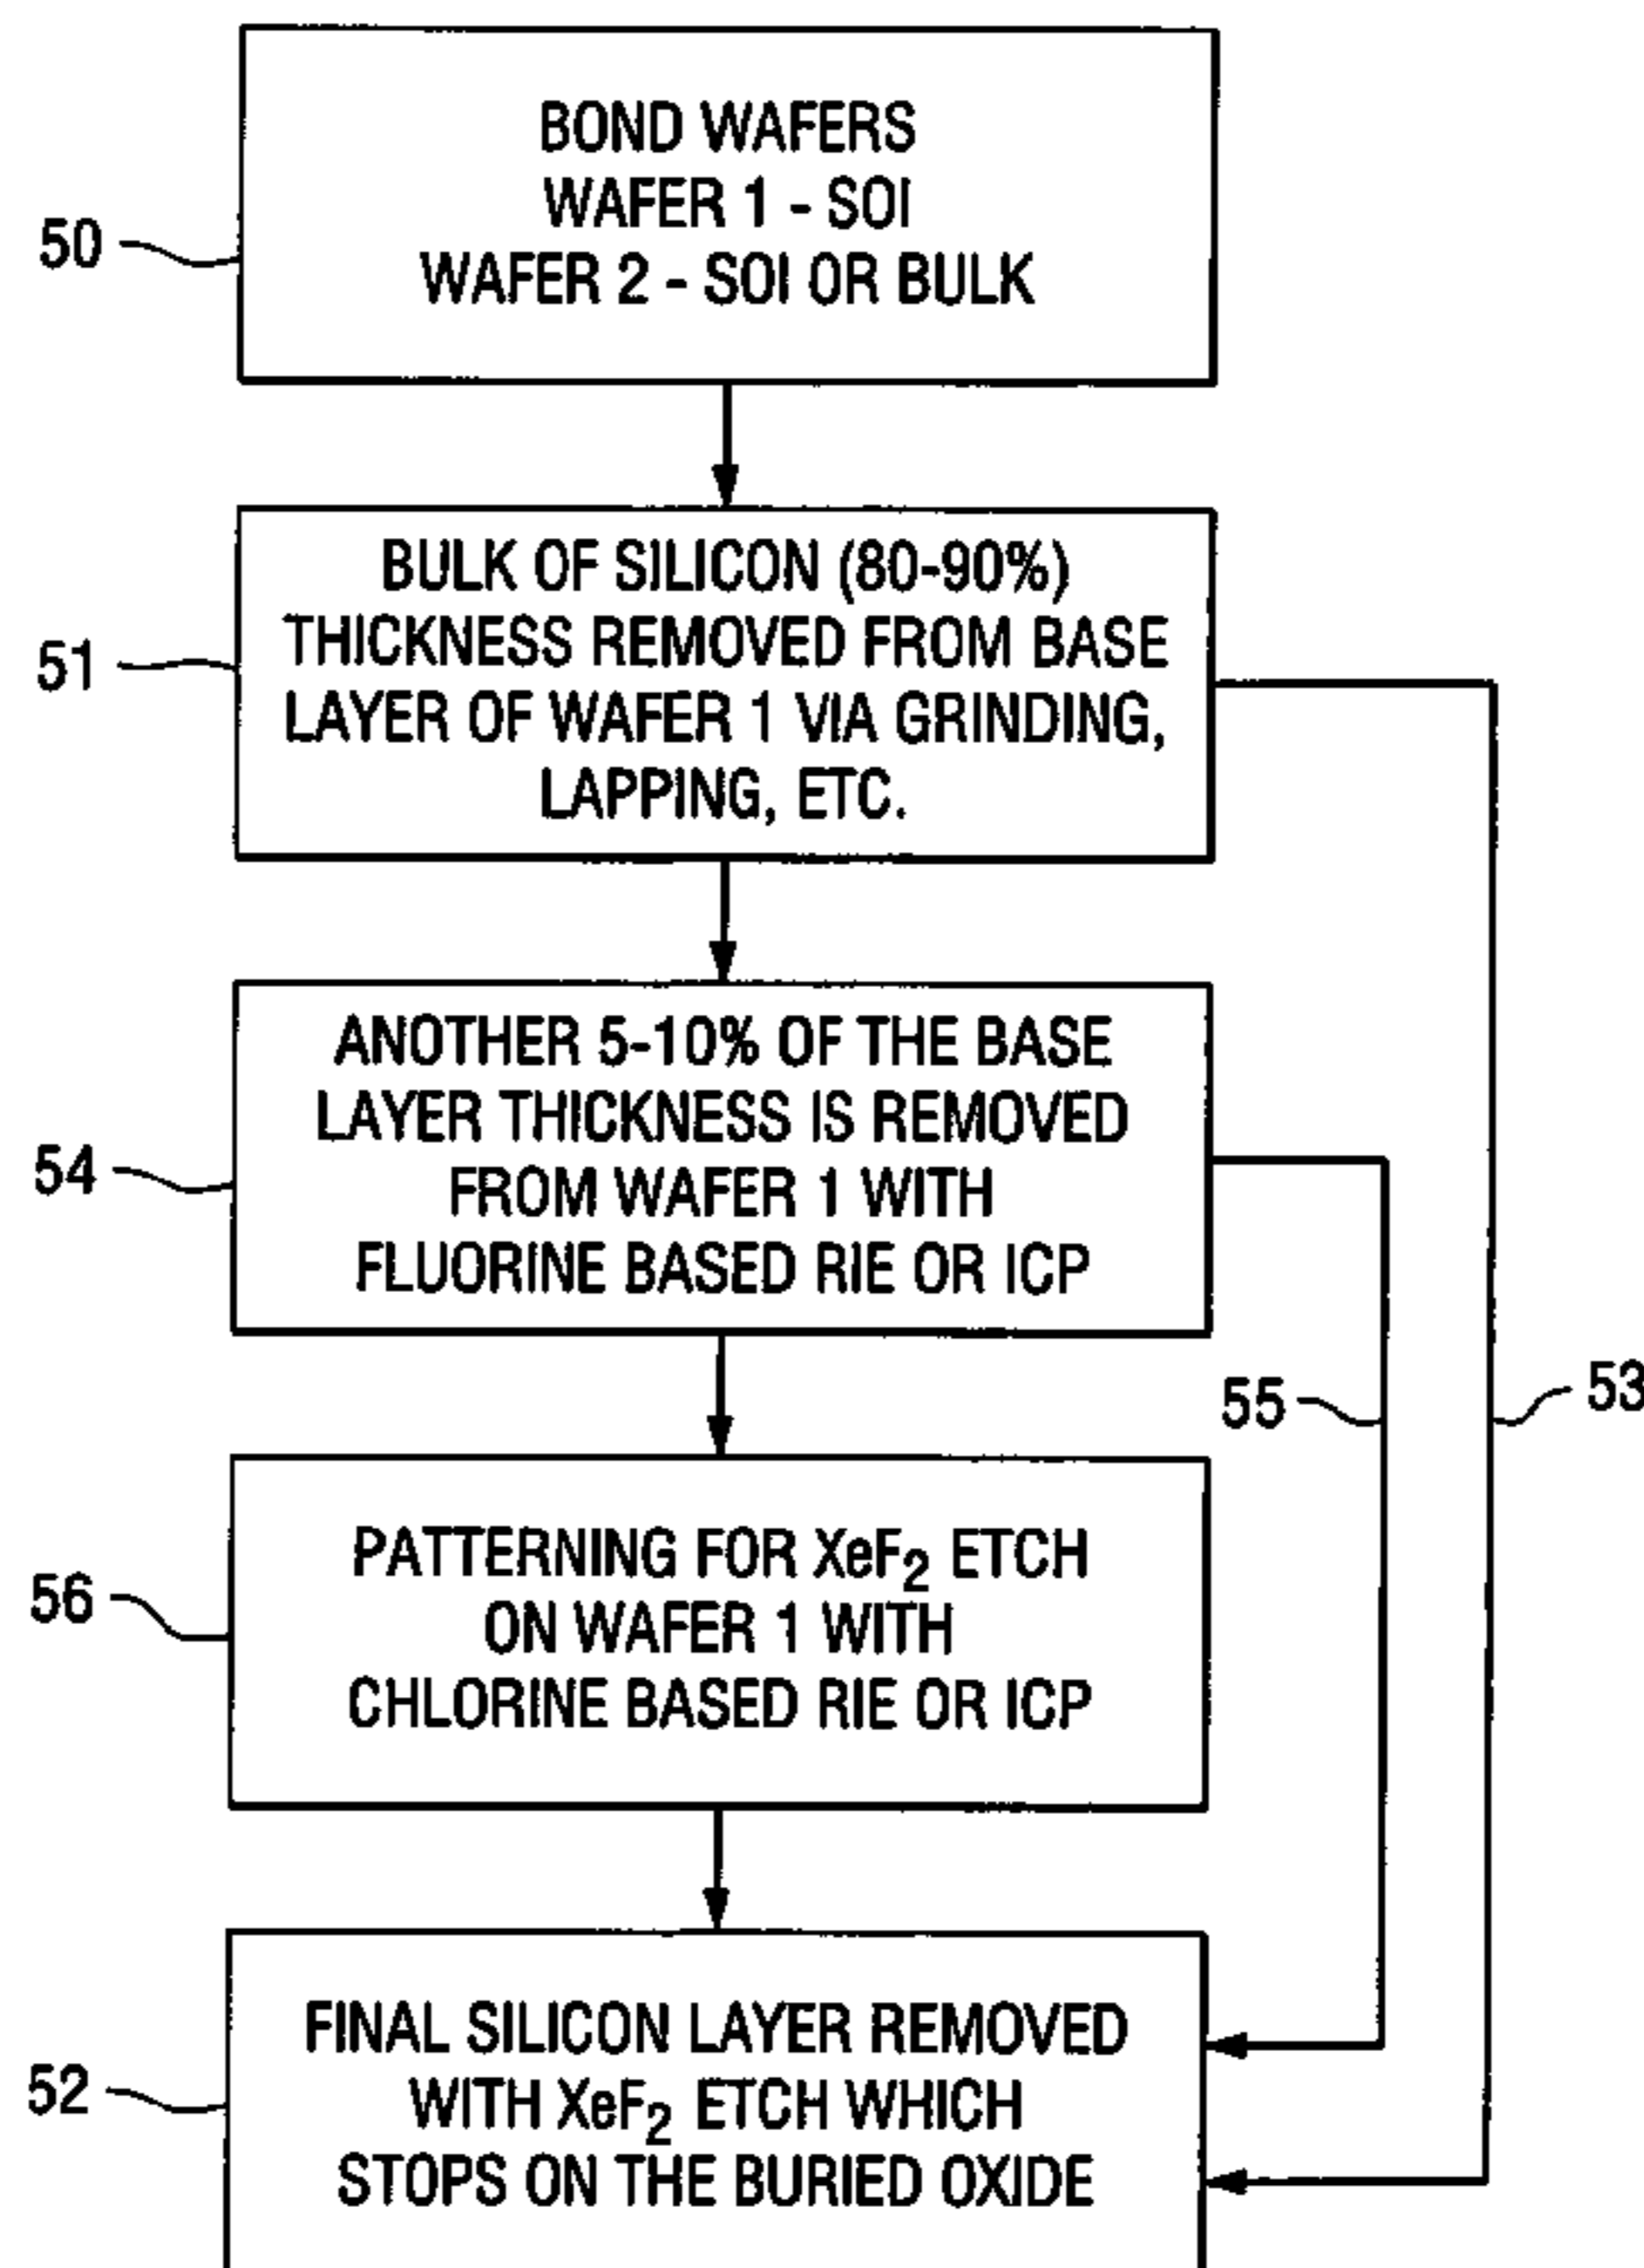 BOND WAFERS
WAFER 1 - SOI
WAFER 2 - SOI OR BULK
50
BULK OF SILICON (80-90%)
THICKNESS REMOVED FROM BASE
LAYER OF WAFER 1 VIA GRINDING,
LAPPING, ETC.
51
ANOTHER 5-10% OF THE BASE
LAYER THICKNESS IS REMOVED
FROM WAFER 1 WITH
FLUORINE BASED RIE OR ICP
54
55
53
PATTERNING FOR XeF₂ ETCH
ON WAFER 1 WITH
CHLORINE BASED RIE OR ICP
56
FINAL SILICON LAYER REMOVED
WITH XeF₂ ETCH WHICH
STOPS ON THE BURIED OXIDE
52